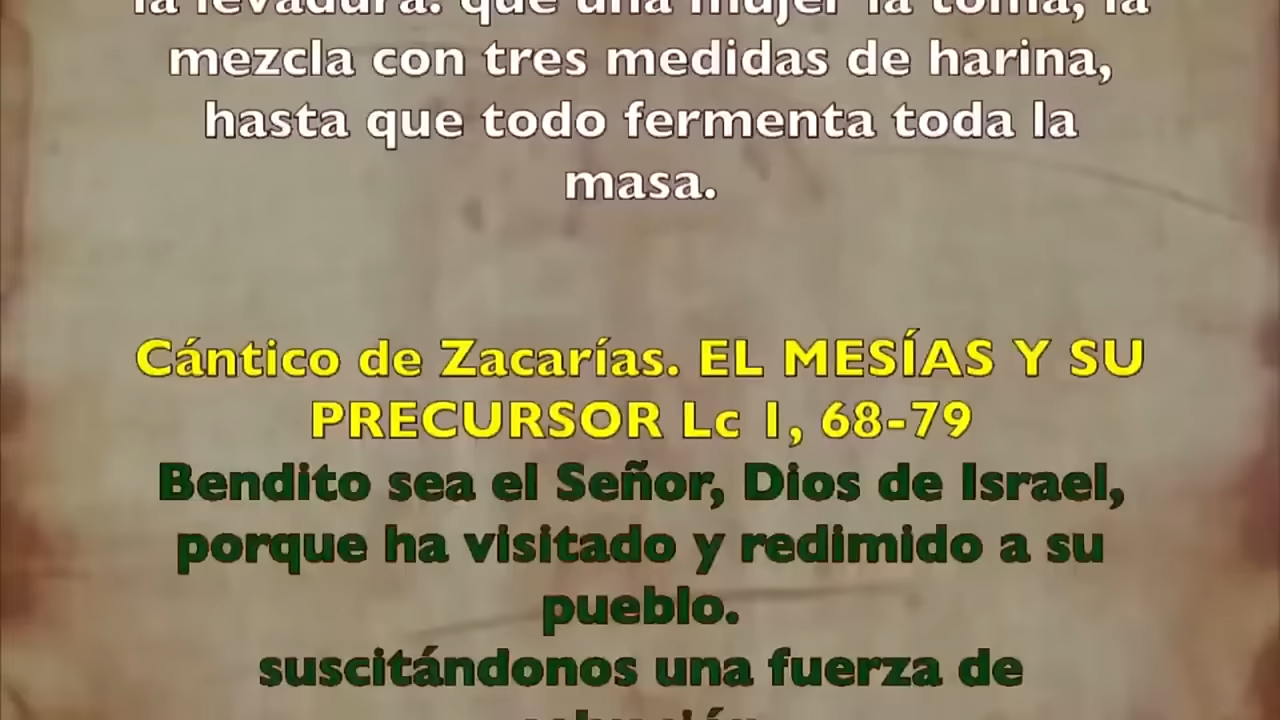 la levadura: que una mujer la toma, la
mezcla con tres medidas de harina,
hasta que todo fermenta toda la
masa.
Cántico de Zacarías. EL MESÍAS Y SU
PRECURSOR Lc 1, 68-79
Bendito sea el Señor, Dios de Israel,
porque ha visitado y redimido a su
pueblo.
suscitándonos una fuerza de